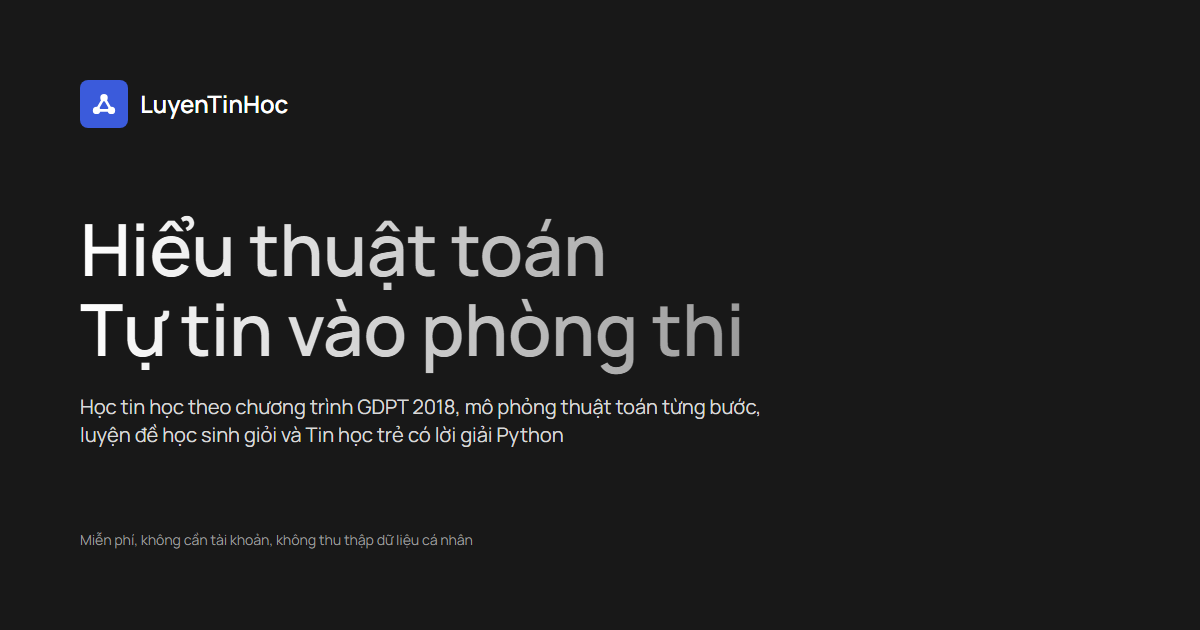 LuyenTinHoc
Hiểu thuật toán
Tự tin vào phòng thi
Học tin học theo chương trình GDPT 2018, mô phỏng thuật toán từng bước,
luyện đề học sinh giỏi và Tin học trẻ có lời giải Python
Miễn phí, không cần tài khoản, không thu thập dữ liệu cá nhân